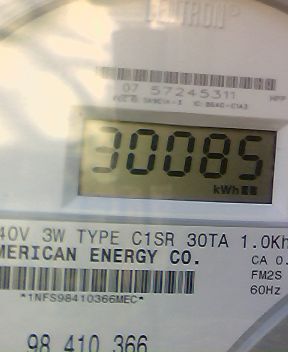 CENTRON®
07 57245311
30085
kWh
40V 3W TYPE C1SR 30TA 1.0Kh
MERICAN ENERGY CO.
CA 0.
FM2S
60Hz
*1NFS98410366MEC*
98 410 366